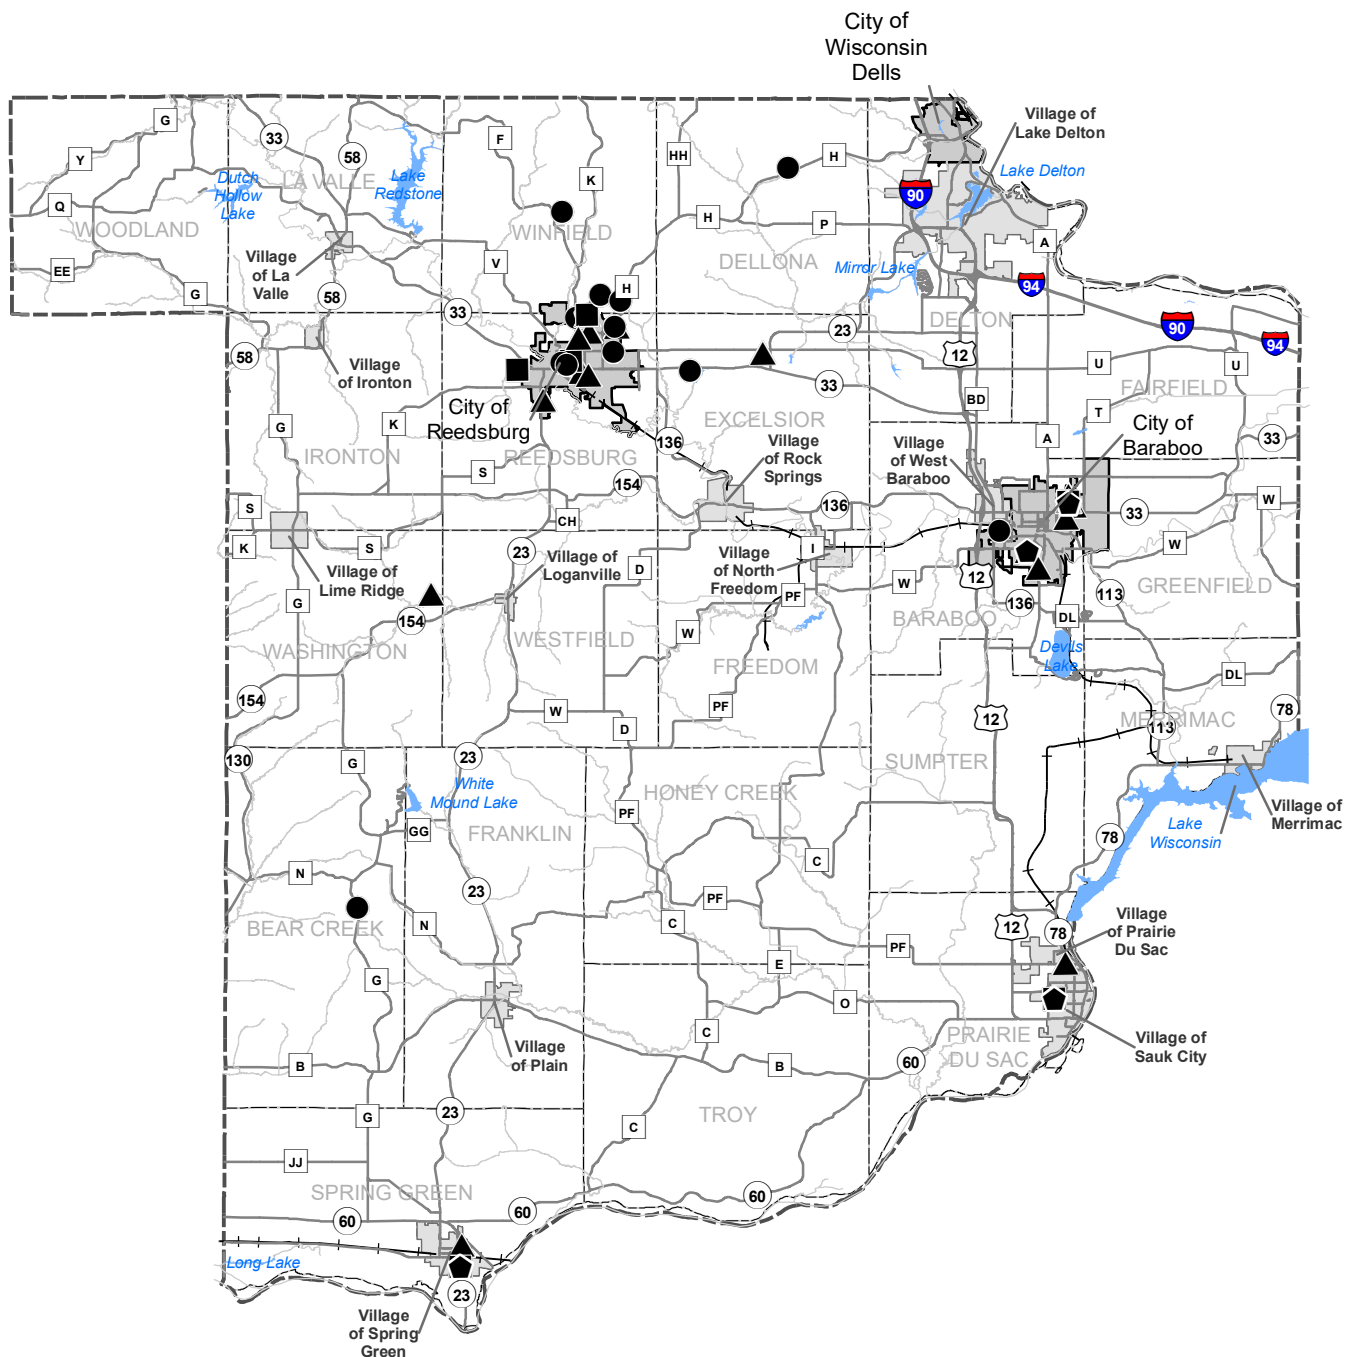 City of
Wisconsin
Dells
Village of
Lake Delton
G
33
F
58
Y
HH
H
K
Lake
Redstone
LA VALLE
Dutch
Hollow
Lake
Lake Delton
90
Q
WOODLAND
H
P
WINFIELD
A
Village
of La
Valle
V
DELLONA
Mirror Lake
EE
G
58
H
94
33
DELTON
23
90
94
58
12
U
U
Village
of Ironton
33
FAIRFIELD
BD
T
City of
Reedsburg
G
K
EXCELSIOR
City of
Baraboo
A
33
136
Village
of Rock
Springs
Village
of West
Baraboo
IRONTON
REEDSBURG
S
154
S
136
W
33
CH
K
S
23
Village of
Loganville
D
Village
of North
Freedom
I
W
Village of
Lime Ridge
12
W
GREENFIELD
PF
113
G
136
154
DL
BARABOO
W
WESTFIELD
WASHINGTON
FREEDOM
Devils
Lake
DL
154
PF
W
D
12
78
MERRIMAC
113
130
G
23
SUMPTER
White
Mound Lake
HONEY CREEK
PF
GG
FRANKLIN
Village of
Merrimac
Lake
Wisconsin
78
C
N
23
PF
BEAR CREEK
N
C
12
78
Village
of Prairie
Du Sac
PF
E
G
O
C
PRAIRIE
DU SAC
Village of
Sauk City
Village
of Plain
B
B
60
G
23
TROY
C
JJ
SPRING GREEN
60
60
60
Long Lake
23
Village
of Spring
Green